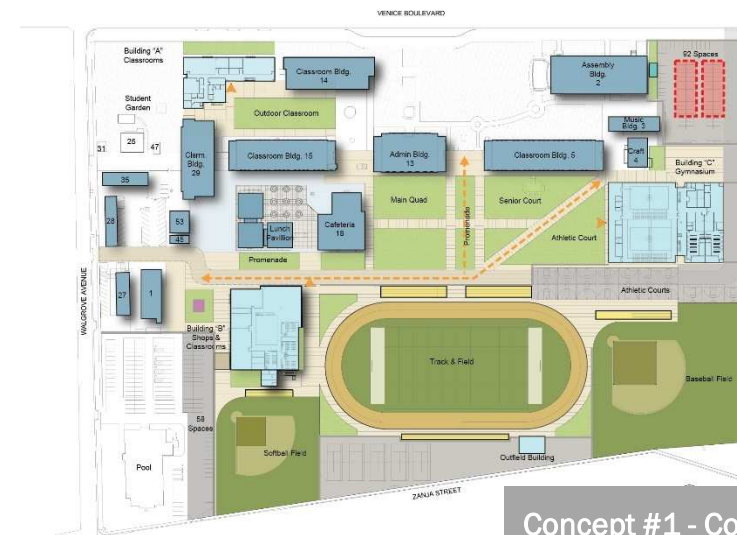 VENICE BOULEVARD
Building "A"
Classrooms
Classroom Bldg.
14
Assembly
Bldg.
2
92 Spaces
Student
Garden
Outdoor Classroom
Music
Bldg. 3
31
26
47
Clsrm.
Bldg.
29
Classroom Bldg. 15
Admin Bldg.
13
Classroom Bldg. 5
Craft
4
Building "C"
Gymnasium
35
28
53
45
Lunch
Pavillion
Cafeteria
18
Main Quad
Promenade
Senior Court
Athletic Court
Promenade
WALGROVE AVENUE
27
1
Athletic Courts
Building "B"
Shops &
Classrooms
Track & Field
Baseball Field
58
Spaces
Softball Field
Pool
Outfield Building
ZANJA STREET
Concept #1 - Co